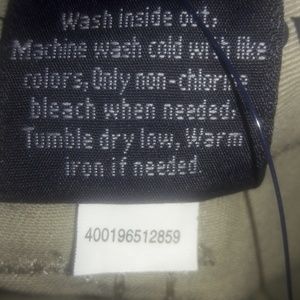 Wash inside out,
Machine wash cold with like
colors, Only non-chlorine
bleach when needed,
Tumble dry low, Warm
iron if needed.
400196512859